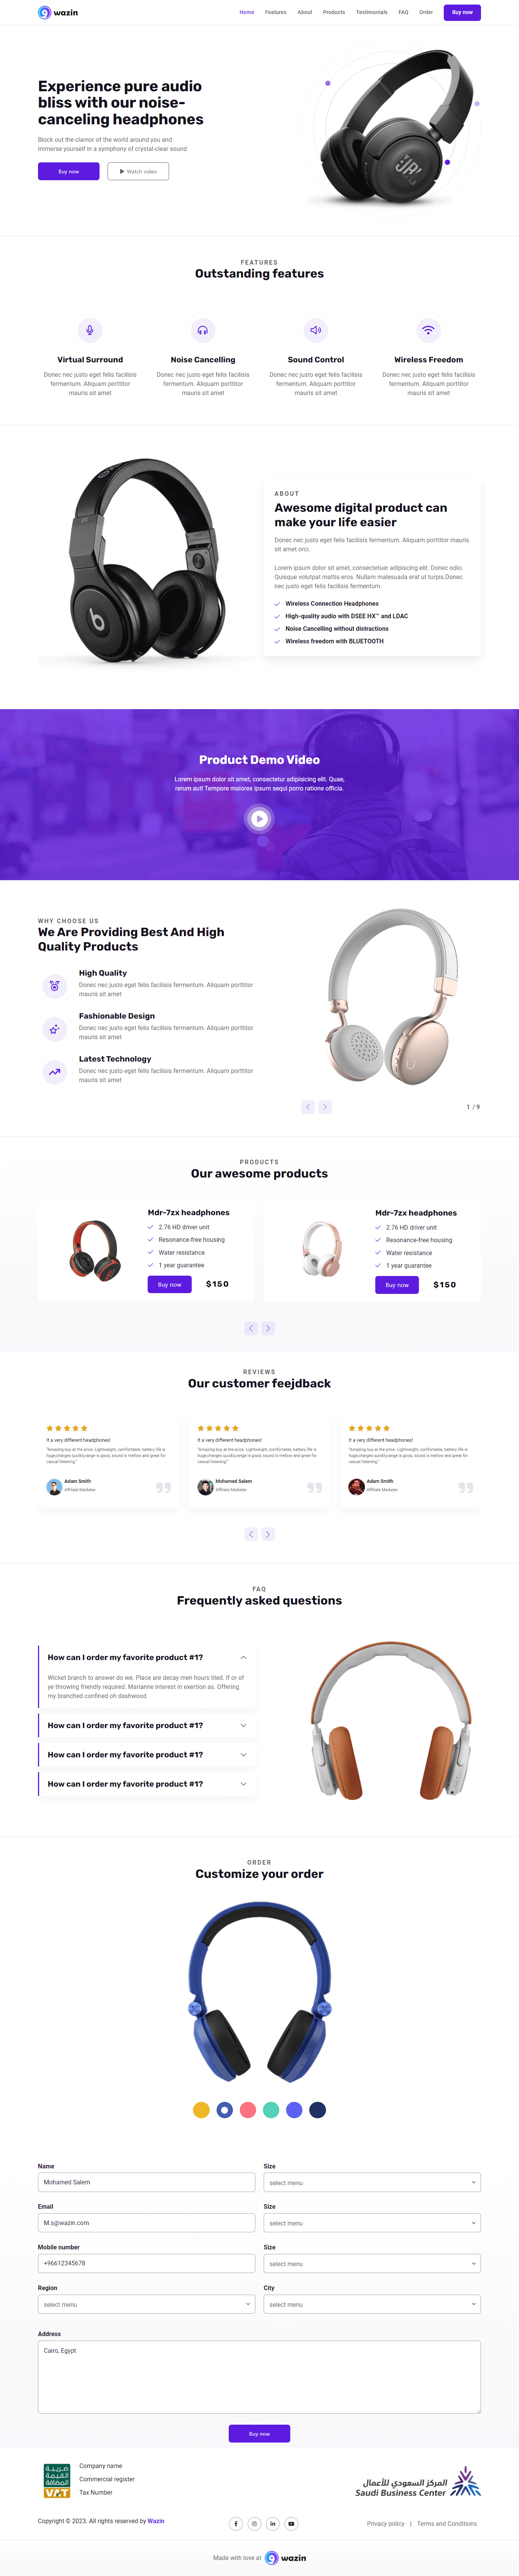 wazin
Home Features About Products Testimonials FAQ Order Buy now
Experience pure audio
bliss with our noise-
canceling headphones
Block out the clamor of the world around you and
immerse yourself in a symphony of crystal-clear sound
Buy now Watch video
JBL
FEATURES
Outstanding features
Virtual Surround
Donec nec justo eget felis facilisis
fermentum. Aliquam porttitor
mauris sit amet
Noise Cancelling
Donec nec justo eget felis facilisis
fermentum. Aliquam porttitor
mauris sit amet
Sound Control
Donec nec justo eget felis facilisis
fermentum. Aliquam porttitor
mauris sit amet
Wireless Freedom
Donec nec justo eget felis facilisis
fermentum. Aliquam porttitor
mauris sit amet
ABOUT
Awesome digital product can
make your life easier
Donec nec justo eget felis facilisis fermentum. Aliquam porttitor mauris
sit amet orci.
Lorem ipsum dolor sit amet, consectetuer adipiscing elit. Donec odio.
Quisque volutpat mattis eros. Nullam malesuada erat ut turpis.Donec
nec justo eget felis facilisis fermentum.
Wireless Connection Headphones
High-quality audio with DSEE HX™ and LDAC
Noise Cancelling without distractions
Wireless freedom with BLUETOOTH
Product Demo Video
Lorem ipsum dolor sit amet, consectetur adipisicing elit. Quae,
rerum aut! Tempore maiores ipsum sequi porro ratione officia.
WHY CHOOSE US
We Are Providing Best And High
Quality Products
High Quality
Donec nec justo eget felis facilisis fermentum. Aliquam porttitor
mauris sit amet
Fashionable Design
Donec nec justo eget felis facilisis fermentum. Aliquam porttitor
mauris sit amet
Latest Technology
Donec nec justo eget felis facilisis fermentum. Aliquam porttitor
mauris sit amet
1 / 9
PRODUCTS
Our awesome products
Mdr-7zx headphones
2.76 HD driver unit
Resonance-free housing
Water resistance
1 year guarantee
Buy now $150
Mdr-7zx headphones
2.76 HD driver unit
Resonance-free housing
Water resistance
1 year guarantee
Buy now $150
REVIEWS
Our customer feejdback
It a very different headphones!
"Amazing buy at the price. Lightweight, comfortable, battery life is
huge,charges quickly,range is good, sound is mellow and great for
casual listening."
Adam Smith
Affiliate Marketer
It a very different headphones!
"Amazing buy at the price. Lightweight, comfortable, battery life is
huge,charges quickly,range is good, sound is mellow and great for
casual listening."
Mohamed Salem
Affiliate Marketer
It a very different headphones!
"Amazing buy at the price. Lightweight, comfortable, battery life is
huge,charges quickly,range is good, sound is mellow and great for
casual listening."
Adam Smith
Affiliate Marketer
FAQ
Frequently asked questions
How can I order my favorite product #1?
Wicket branch to answer do we. Place are decay men hours tiled. If or of
ye throwing friendly required. Marianne interest in exertion as. Offering
my branched confined oh dashwood
How can I order my favorite product #1?
How can I order my favorite product #1?
How can I order my favorite product #1?
ORDER
Customize your order
Name
Mohamed Salem
Size
select menu
Email
M.s@wazin.com
Size
select menu
Mobile number
+96612345678
Size
select menu
Region
select menu
City
select menu
Address
Cairo, Egypt
Buy now
ضريبة
القيمة
المضافة
VAT
Company name
Commercial register
Tax Number
المركز السعودي للأعمال
Saudi Business Center
Copyright © 2023. All rights reserved by Wazin
Privacy policy | Terms and Conditions
Made with love at wazin